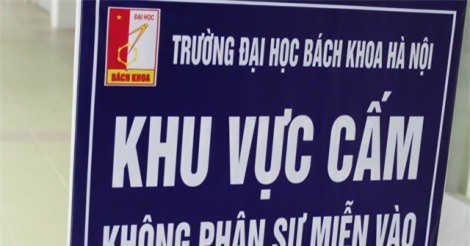 ĐẠI HỌC
BÁCH KHOA
TRƯỜNG ĐẠI HỌC BÁCH KHOA HÀ NỘI
KHU VỰC CẤM
KHÔNG PHẬN SỰ MIỄN VÀO